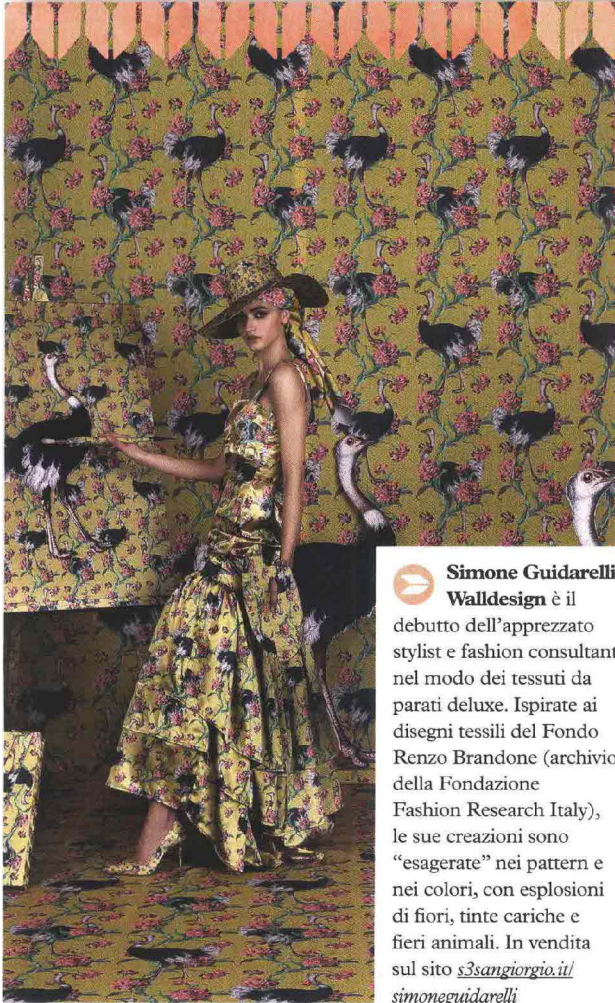 Simone Guidarelli
Walldesign è il
debutto dell'apprezzato
stylist e fashion consultant
nel modo dei tessuti da
parati deluxe. Ispirate ai
disegni tessili del Fondo
Renzo Brandone (archivio
della Fondazione
Fashion Research Italy),
le sue creazioni sono
“esagerate” nei pattern e
nei colori, con esplosioni
di fiori, tinte cariche e
fieri animali. In vendita
sul sito s3sangiorgio.it/
simoneguidarelli